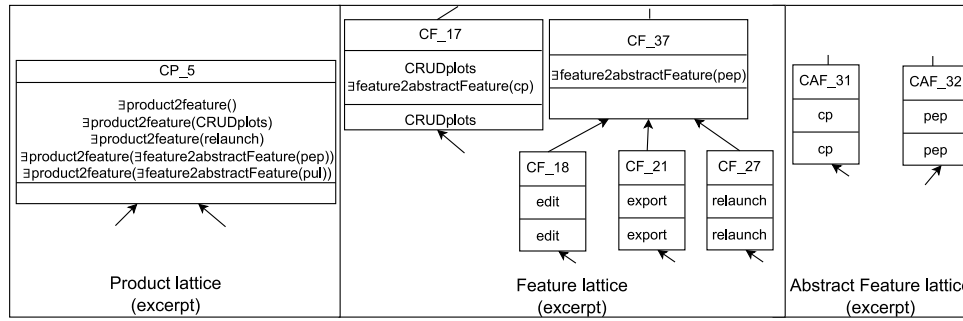 CP_5
∃product2feature()
∃product2feature(CRUDplots)
∃product2feature(relaunch)
∃product2feature(∃feature2abstractFeature(pep))
∃product2feature(∃feature2abstractFeature(pul))
Product lattice
(excerpt)
CF_17
CRUDplots
∃feature2abstractFeature(cp)
CRUDplots
CF_37
∃feature2abstractFeature(pep)
CF_18
edit
edit
CF_21
export
export
CF_27
relaunch
relaunch
Feature lattice
(excerpt)
CAF_31
cp
cp
CAF_32
pep
pep
Abstract Feature lattice
(excerpt)